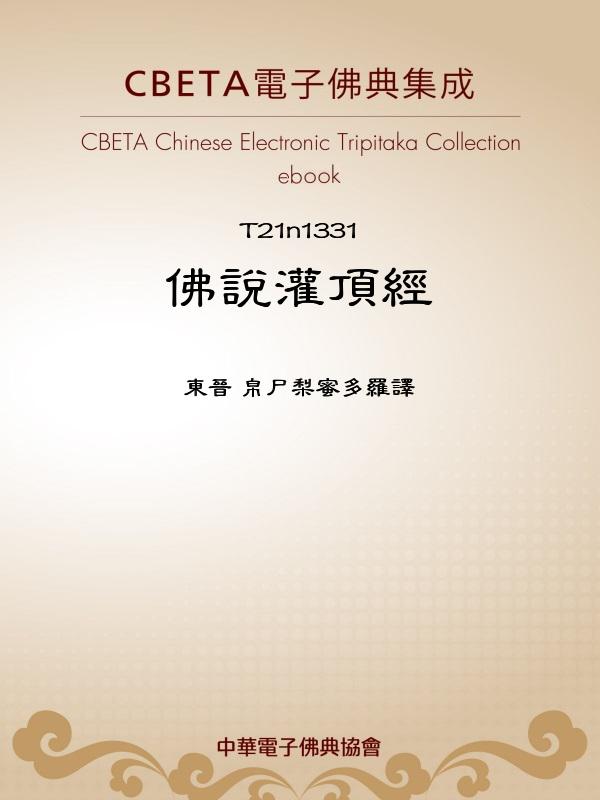 CBETA電子佛典集成
CBETA Chinese Electronic Tripitaka Collection
ebook
T21n1331
佛說灌頂經
東晉 帛尸梨蜜多羅譯
中華電子佛典協會